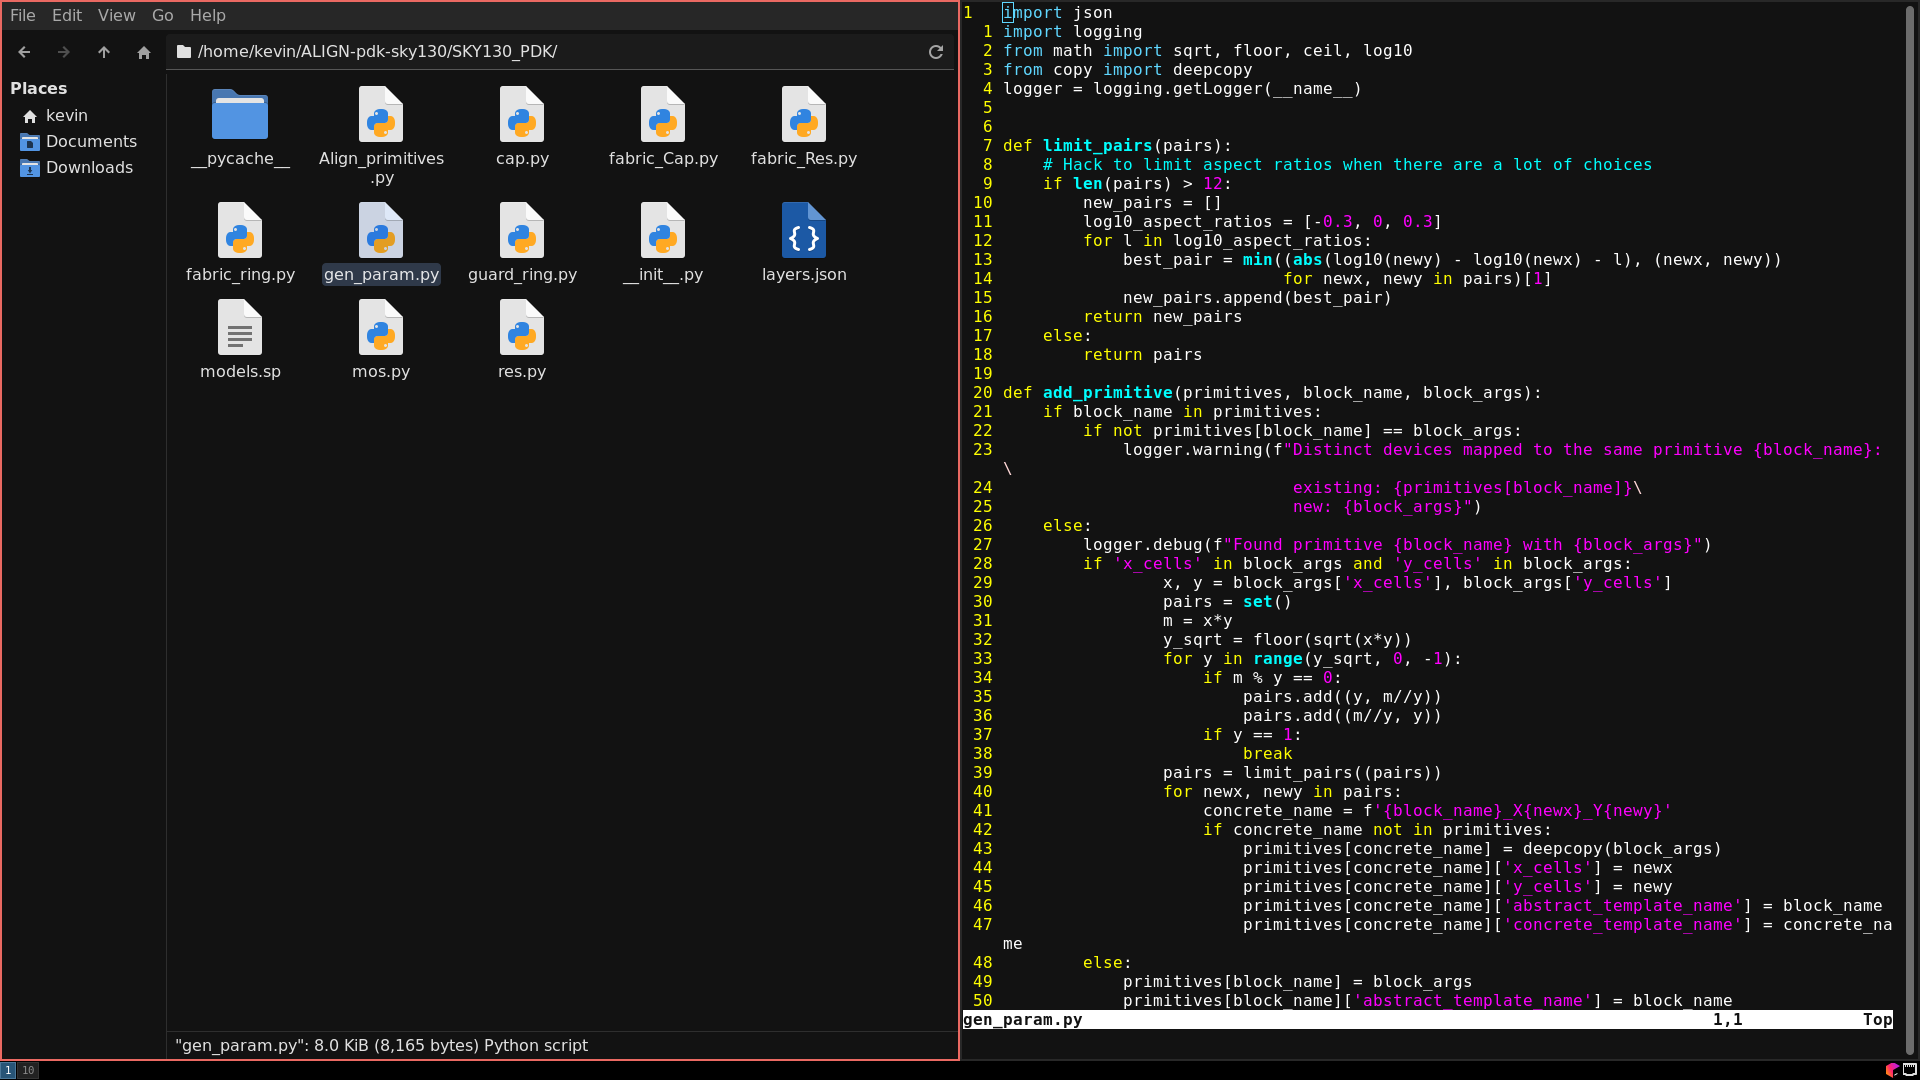 File Edit View Go Help
/home/kevin/ALIGN-pdk-sky130/SKY130_PDK/
Places
kevin
Documents
Downloads
__pycache__
Align_primitives
.py
cap.py
fabric_Cap.py
fabric_Res.py
fabric_ring.py
gen_param.py
guard_ring.py
__init__.py
layers.json
models.sp
mos.py
res.py
"gen_param.py": 8.0 KiB (8,165 bytes) Python script
1 10
1   import json
  1 import logging
  2 from math import sqrt, floor, ceil, log10
  3 from copy import deepcopy
  4 logger = logging.getLogger(__name__)
  5
  6
  7 def limit_pairs(pairs):
  8     # Hack to limit aspect ratios when there are a lot of choices
  9     if len(pairs) > 12:
 10         new_pairs = []
 11         log10_aspect_ratios = [-0.3, 0, 0.3]
 12         for l in log10_aspect_ratios:
 13             best_pair = min((abs(log10(newy) - log10(newx) - l), (newx, newy))
 14                             for newx, newy in pairs)[1]
 15             new_pairs.append(best_pair)
 16         return new_pairs
 17     else:
 18         return pairs
 19
 20 def add_primitive(primitives, block_name, block_args):
 21     if block_name in primitives:
 22         if not primitives[block_name] == block_args:
 23             logger.warning(f"Distinct devices mapped to the same primitive {block_name}:
\
 24                              existing: {primitives[block_name]}\
 25                              new: {block_args}")
 26     else:
 27         logger.debug(f"Found primitive {block_name} with {block_args}")
 28         if 'x_cells' in block_args and 'y_cells' in block_args:
 29                 x, y = block_args['x_cells'], block_args['y_cells']
 30                 pairs = set()
 31                 m = x*y
 32                 y_sqrt = floor(sqrt(x*y))
 33                 for y in range(y_sqrt, 0, -1):
 34                     if m % y == 0:
 35                         pairs.add((y, m//y))
 36                         pairs.add((m//y, y))
 37                     if y == 1:
 38                         break
 39                 pairs = limit_pairs((pairs))
 40                 for newx, newy in pairs:
 41                     concrete_name = f'{block_name}_X{newx}_Y{newy}'
 42                     if concrete_name not in primitives:
 43                         primitives[concrete_name] = deepcopy(block_args)
 44                         primitives[concrete_name]['x_cells'] = newx
 45                         primitives[concrete_name]['y_cells'] = newy
 46                         primitives[concrete_name]['abstract_template_name'] = block_name
 47                         primitives[concrete_name]['concrete_template_name'] = concrete_na
me
 48         else:
 49             primitives[block_name] = block_args
 50             primitives[block_name]['abstract_template_name'] = block_name
gen_param.py 1,1 Top